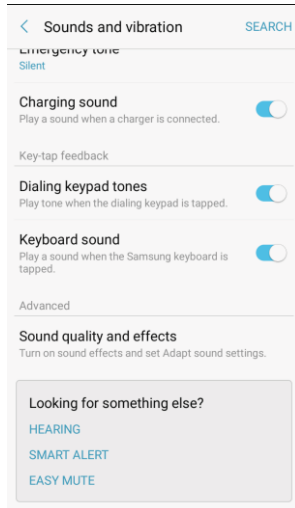 Sounds and vibration SEARCH
Emergency tone
Silent
Charging sound
Play a sound when a charger is connected.
Key-tap feedback
Dialing keypad tones
Play tone when the dialing keypad is tapped.
Keyboard sound
Play a sound when the Samsung keyboard is
tapped.
Advanced
Sound quality and effects
Turn on sound effects and set Adapt sound settings.
Looking for something else?
HEARING
SMART ALERT
EASY MUTE